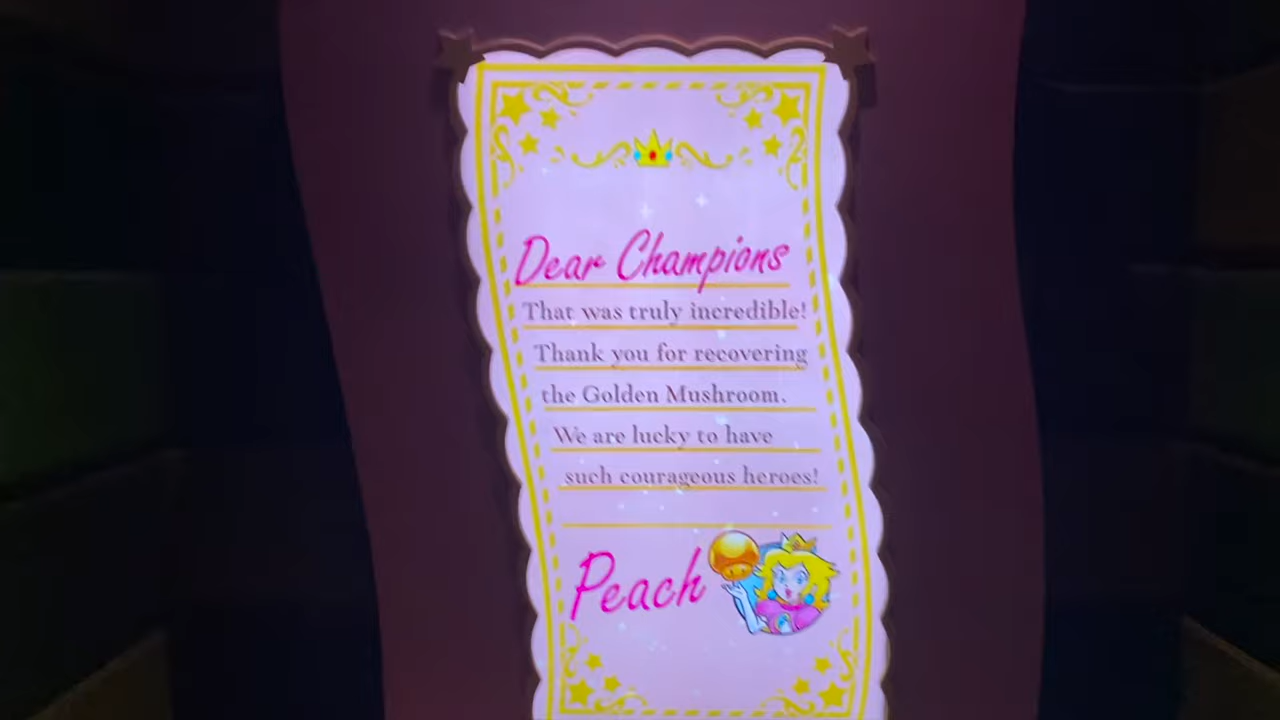 Dear Champions
That was truly incredible!
Thank you for recovering
the Golden Mushroom.
We are lucky to have
such courageous heroes!
Peach